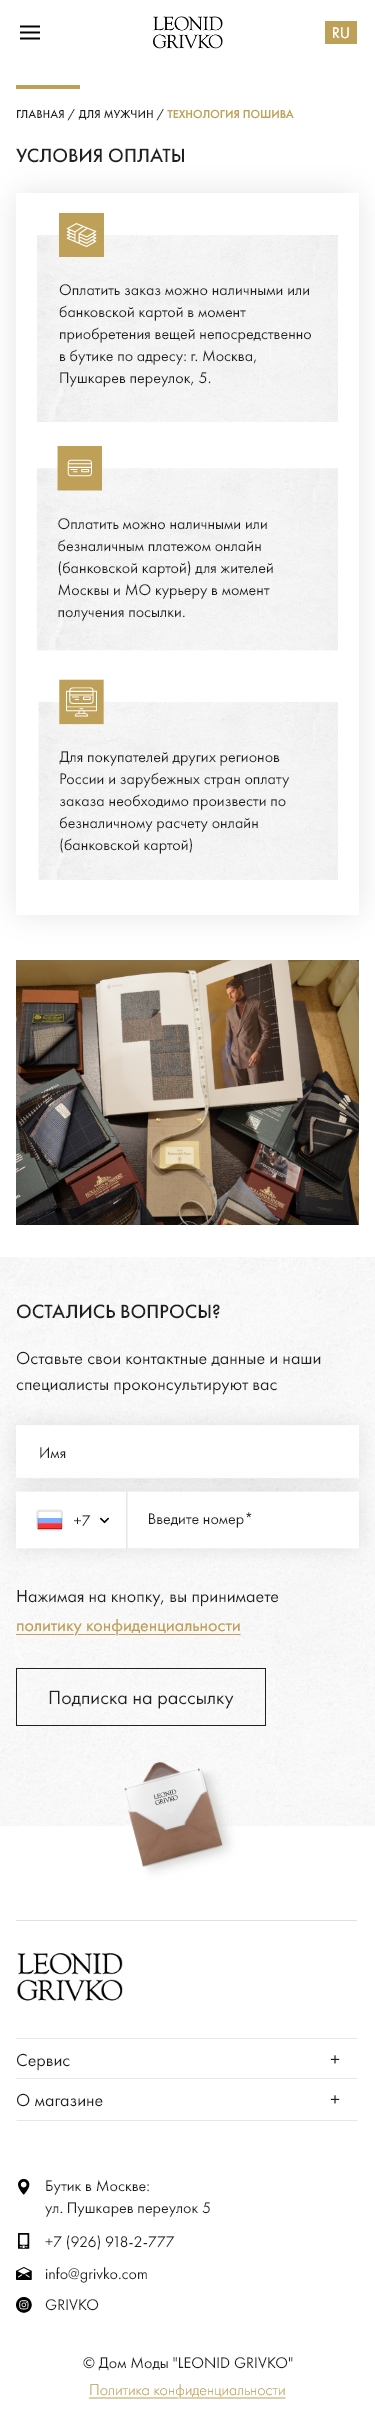 LEONID
GRIVKO
RU
ГЛАВНАЯ / ДЛЯ МУЖЧИН / ТЕХНОЛОГИЯ ПОШИВА
УСЛОВИЯ ОПЛАТЫ
Оплатить заказ можно наличными или
банковской картой в момент
приобретения вещей непосредственно
в бутике по адресу: г. Москва,
Пушкарев переулок, 5.
Оплатить можно наличными или
безналичным платежом онлайн
(банковской картой) для жителей
Москвы и МО курьеру в момент
получения посылки.
Для покупателей других регионов
России и зарубежных стран оплату
заказа необходимо произвести по
безналичному расчету онлайн
(банковской картой)
ОСТАЛИСЬ ВОПРОСЫ?
Оставьте свои контактные данные и наши
специалисты проконсультируют вас
Имя
+7 Введите номер*
Нажимая на кнопку, вы принимаете
политику конфиденциальности
Подписка на рассылку
LEONID
GRIVKO
LEONID
GRIVKO
Сервис +
О магазине +
Бутик в Москве:
ул. Пушкарев переулок 5
+7 (926) 918-2-777
info@grivko.com
GRIVKO
© Дом Моды "LEONID GRIVKO"
Политика конфиденциальности